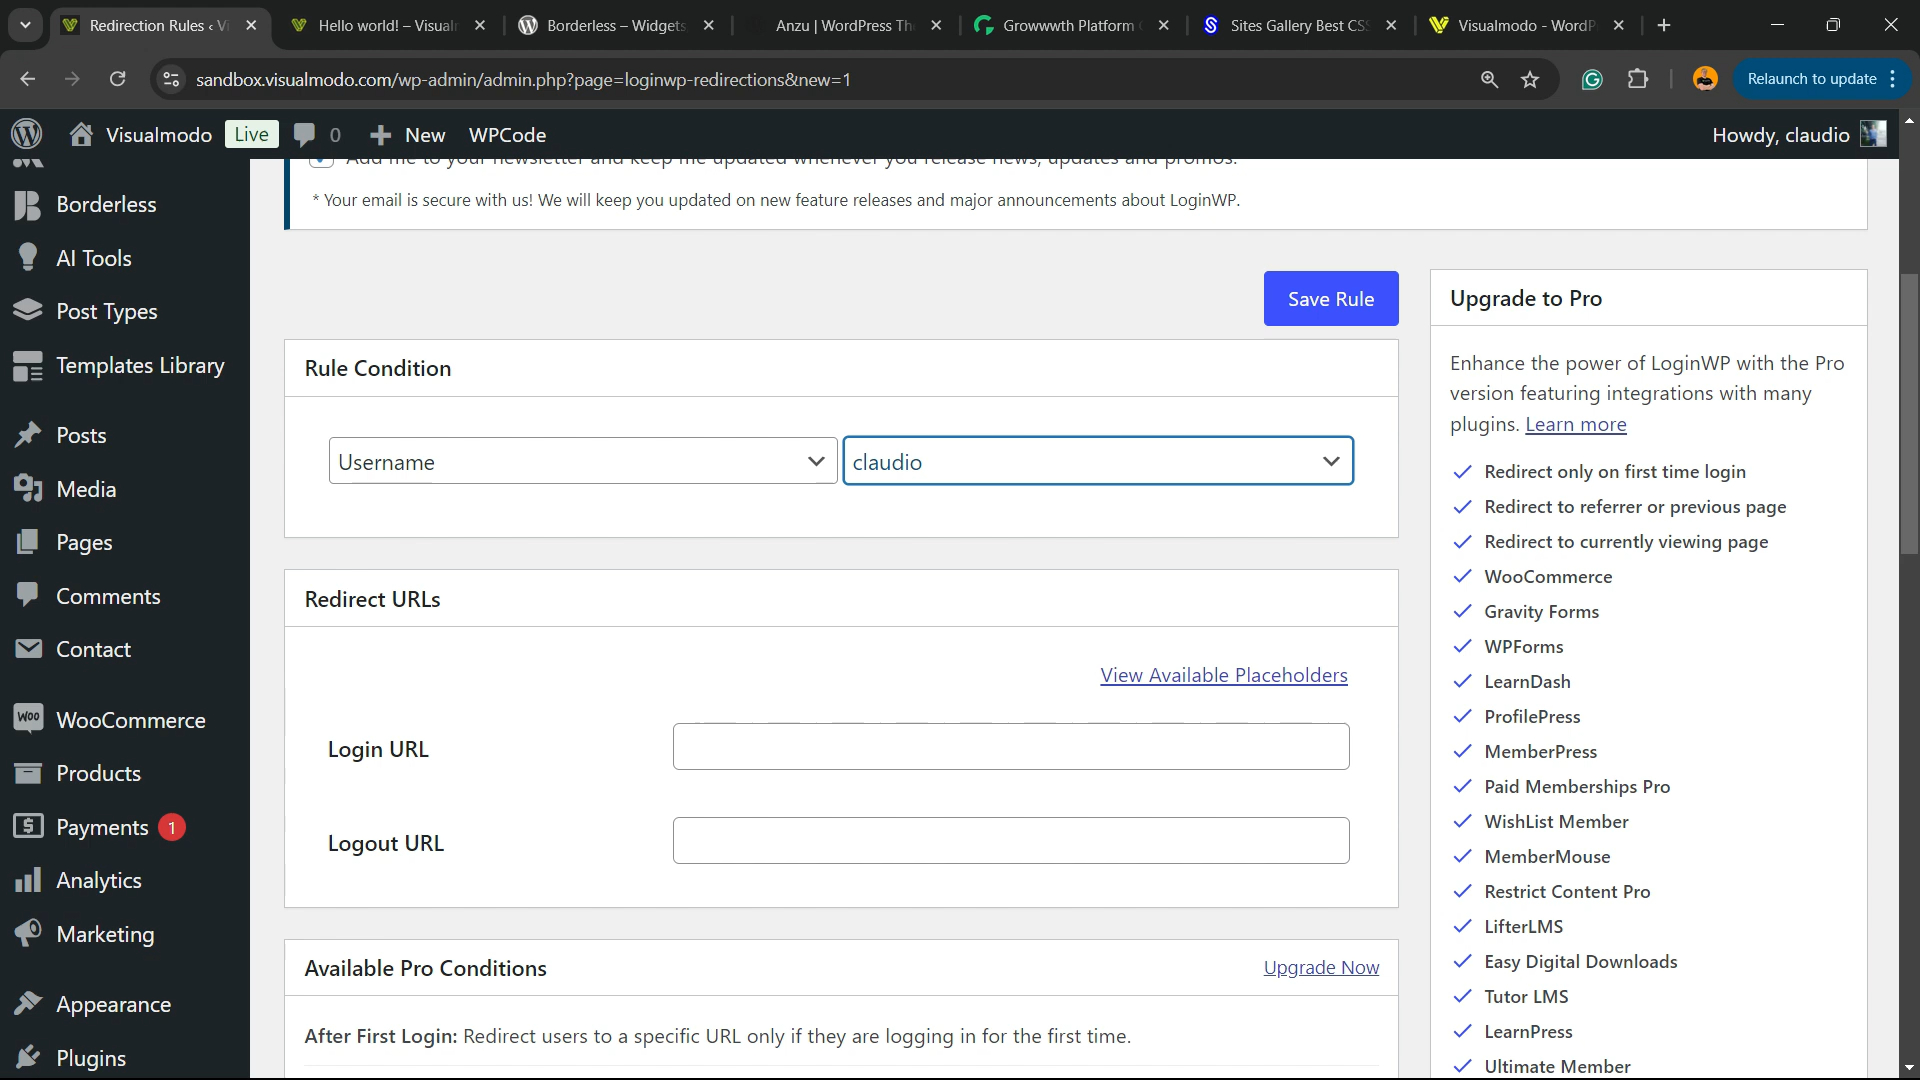 Redirection Rules ‹ Vi
Hello world! – Visual
Borderless – Widgets
Anzu | WordPress Th
Growwwth Platform
Sites Gallery Best CSS
Visualmodo - WordP
sandbox.visualmodo.com/wp-admin/admin.php?page=loginwp-redirections&new=1
Relaunch to update
Visualmodo
Live
0
New
WPCode
Howdy, claudio
Add me to your newsletter and keep me updated whenever you release news, updates and promos.
* Your email is secure with us! We will keep you updated on new feature releases and major announcements about LoginWP.
Borderless
AI Tools
Post Types
Templates Library
Posts
Media
Pages
Comments
Contact
Woo WooCommerce
Products
Payments 1
Analytics
Marketing
Appearance
Plugins
Save Rule
Rule Condition
Username
claudio
Redirect URLs
View Available Placeholders
Login URL
Logout URL
Available Pro Conditions
Upgrade Now
After First Login: Redirect users to a specific URL only if they are logging in for the first time.
Upgrade to Pro
Enhance the power of LoginWP with the Pro
version featuring integrations with many
plugins. Learn more
Redirect only on first time login
Redirect to referrer or previous page
Redirect to currently viewing page
WooCommerce
Gravity Forms
WPForms
LearnDash
ProfilePress
MemberPress
Paid Memberships Pro
WishList Member
MemberMouse
Restrict Content Pro
LifterLMS
Easy Digital Downloads
Tutor LMS
LearnPress
Ultimate Member